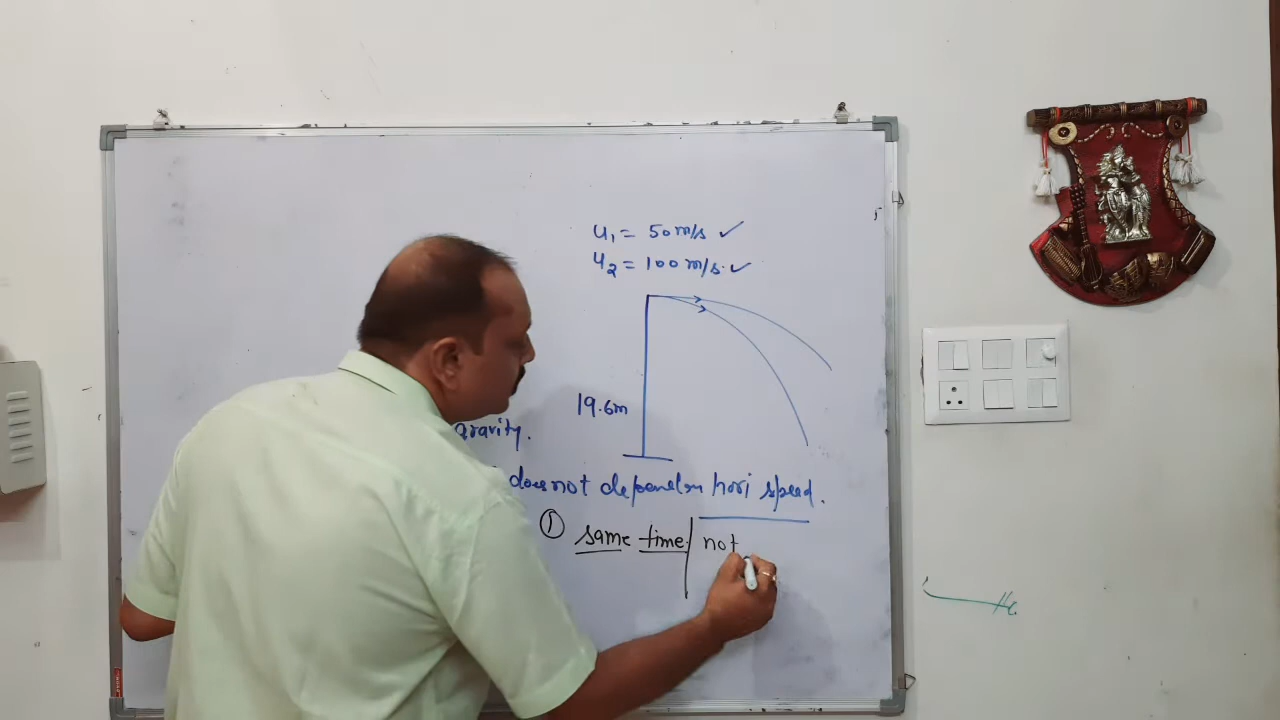 u₁ = 50 m/s ✓
u₂ = 100 m/s. ✓
19.6m
gravity.
does not depend on hori speed.
① same time. not